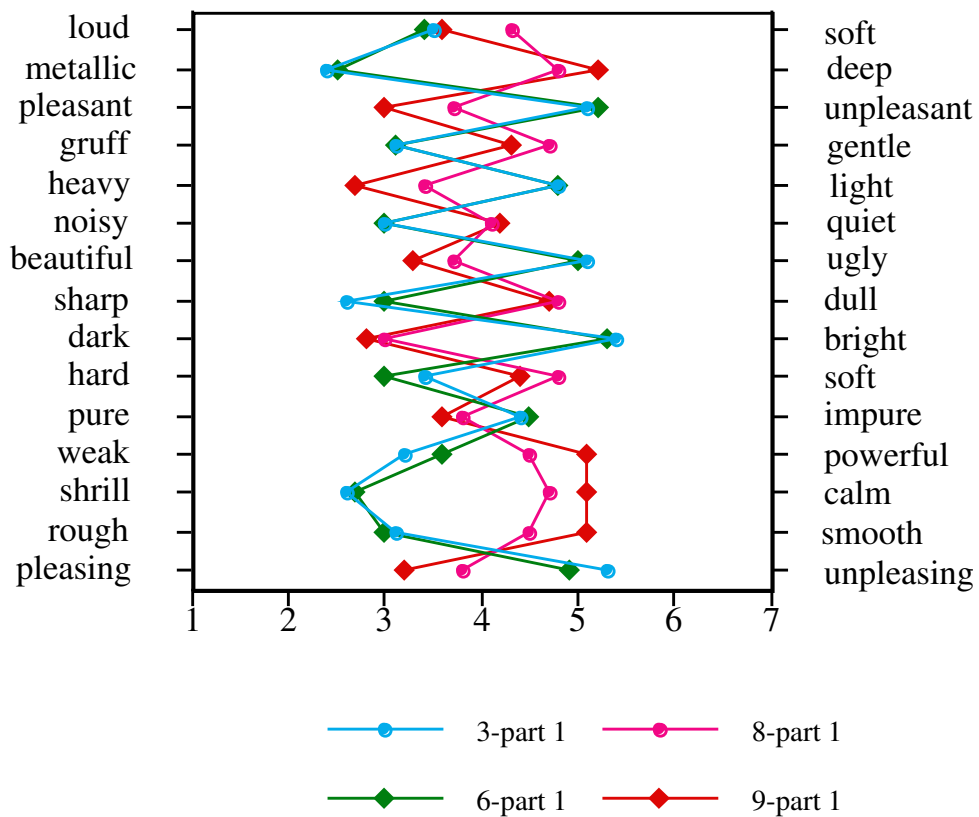 loud soft
metallic deep
pleasant unpleasant
gruff gentle
heavy light
noisy quiet
beautiful ugly
sharp dull
dark bright
hard soft
pure impure
weak powerful
shrill calm
rough smooth
pleasing unpleasing
1 2 3 4 5 6 7
3-part 1 8-part 1
6-part 1 9-part 1